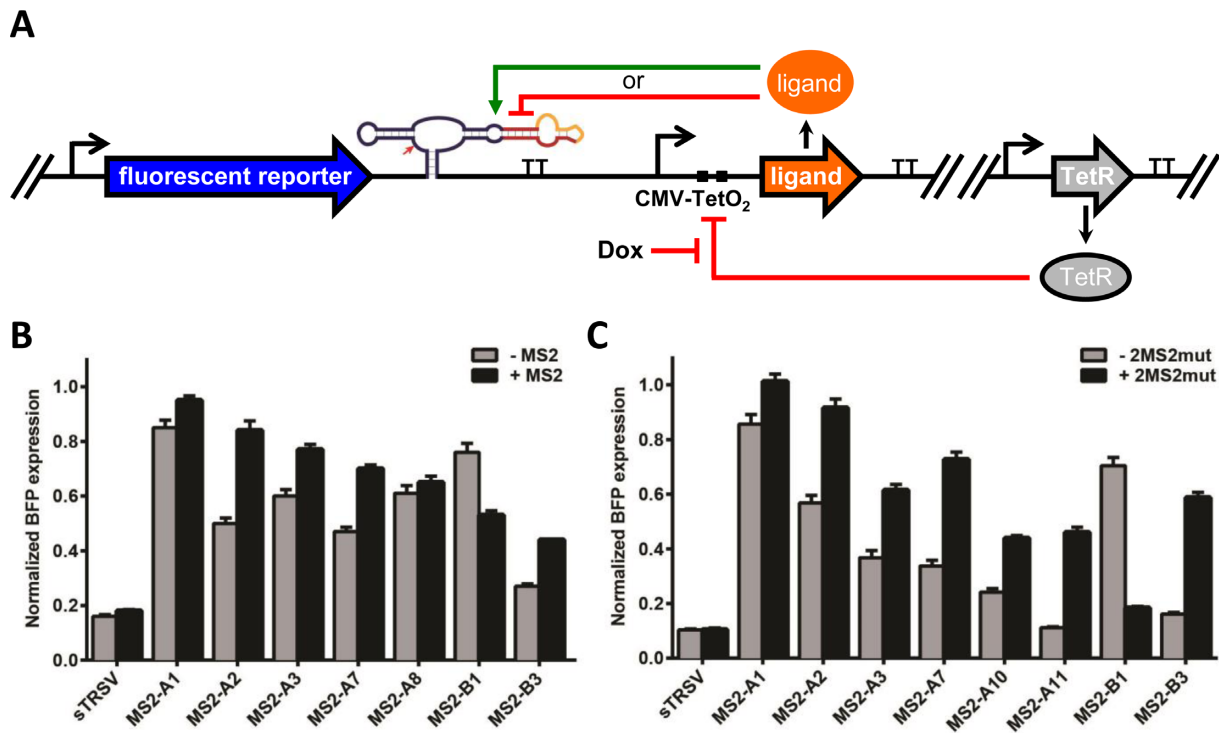 A
ligand
or
fluorescent reporter
TT
CMV-TetO₂
ligand
TT
TetR
TT
Dox
TetR
B
- MS2
+ MS2
Normalized BFP expression
1.0
0.8
0.6
0.4
0.2
0.0
sTRSV
MS2-A1
MS2-A2
MS2-A3
MS2-A7
MS2-A8
MS2-B1
MS2-B3
C
- 2MS2mut
+ 2MS2mut
Normalized BFP expression
1.0
0.8
0.6
0.4
0.2
0.0
sTRSV
MS2-A1
MS2-A2
MS2-A3
MS2-A7
MS2-A10
MS2-A11
MS2-B1
MS2-B3